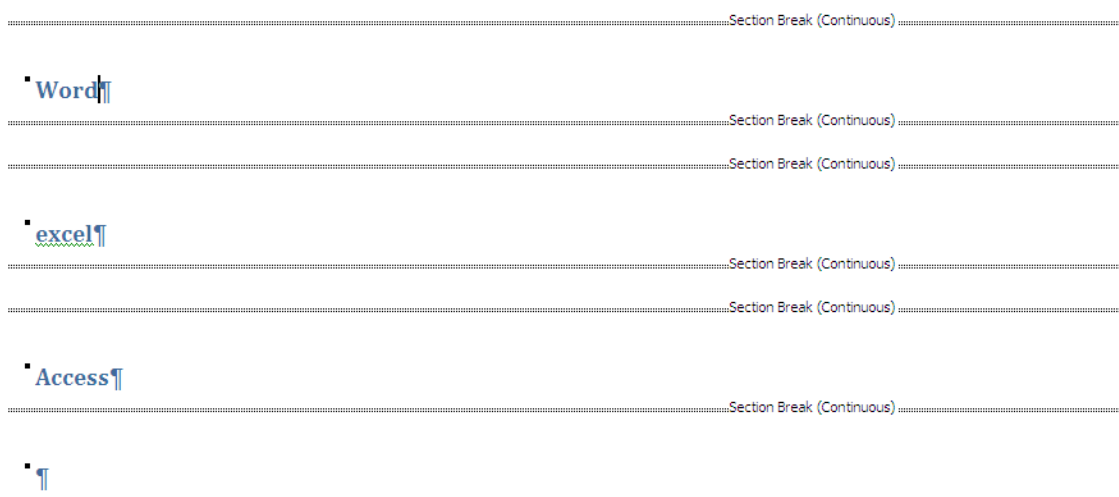 Section Break (Continuous)
Word¶
Section Break (Continuous)
Section Break (Continuous)
excel¶
Section Break (Continuous)
Section Break (Continuous)
Access¶
Section Break (Continuous)
¶